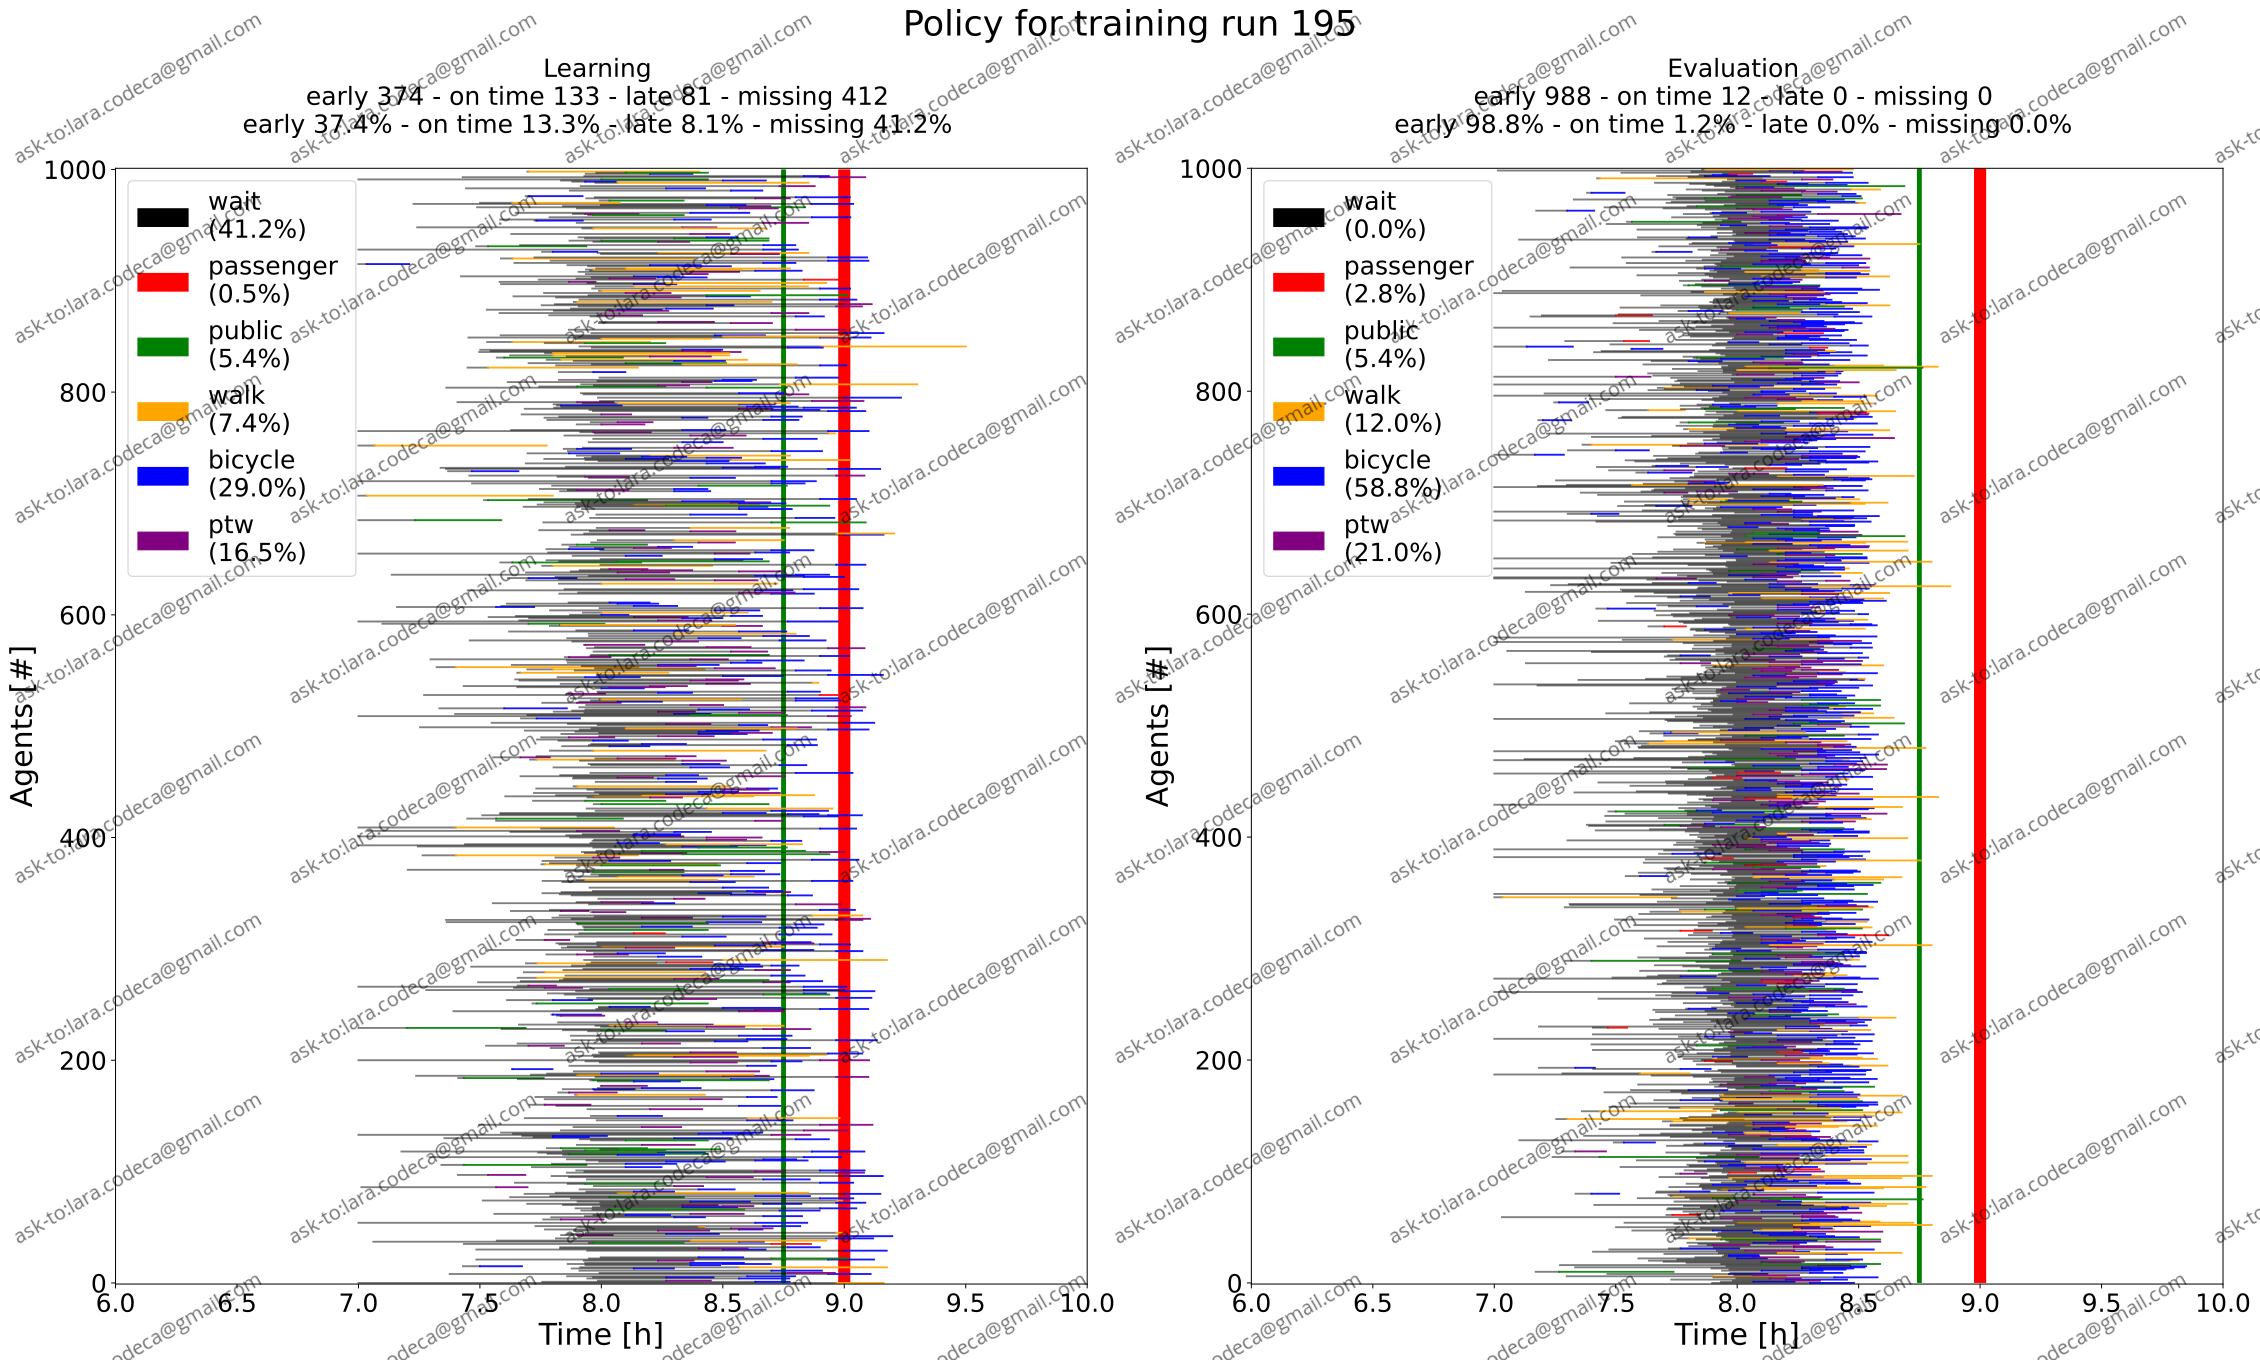 Policy for training run 195
Learning
early 374 - on time 133 - late 81 - missing 412
early 37.4% - on time 13.3% - late 8.1% - missing 41.2%
1000
800
600
400
200
0
Agents [#]
wait
(41.2%)
passenger
(0.5%)
public
(5.4%)
walk
(7.4%)
bicycle
(29.0%)
ptw
(16.5%)
6.0 6.5 7.0 7.5 8.0 8.5 9.0 9.5 10.0
Time [h]
Evaluation
early 988 - on time 12 - late 0 - missing 0
early 98.8% - on time 1.2% - late 0.0% - missing 0.0%
1000
800
600
400
200
0
Agents [#]
wait
(0.0%)
passenger
(2.8%)
public
(5.4%)
walk
(12.0%)
bicycle
(58.8%)
ptw
(21.0%)
6.0 6.5 7.0 7.5 8.0 8.5 9.0 9.5 10.0
Time [h]
ask-to:lara.codeca@gmail.com